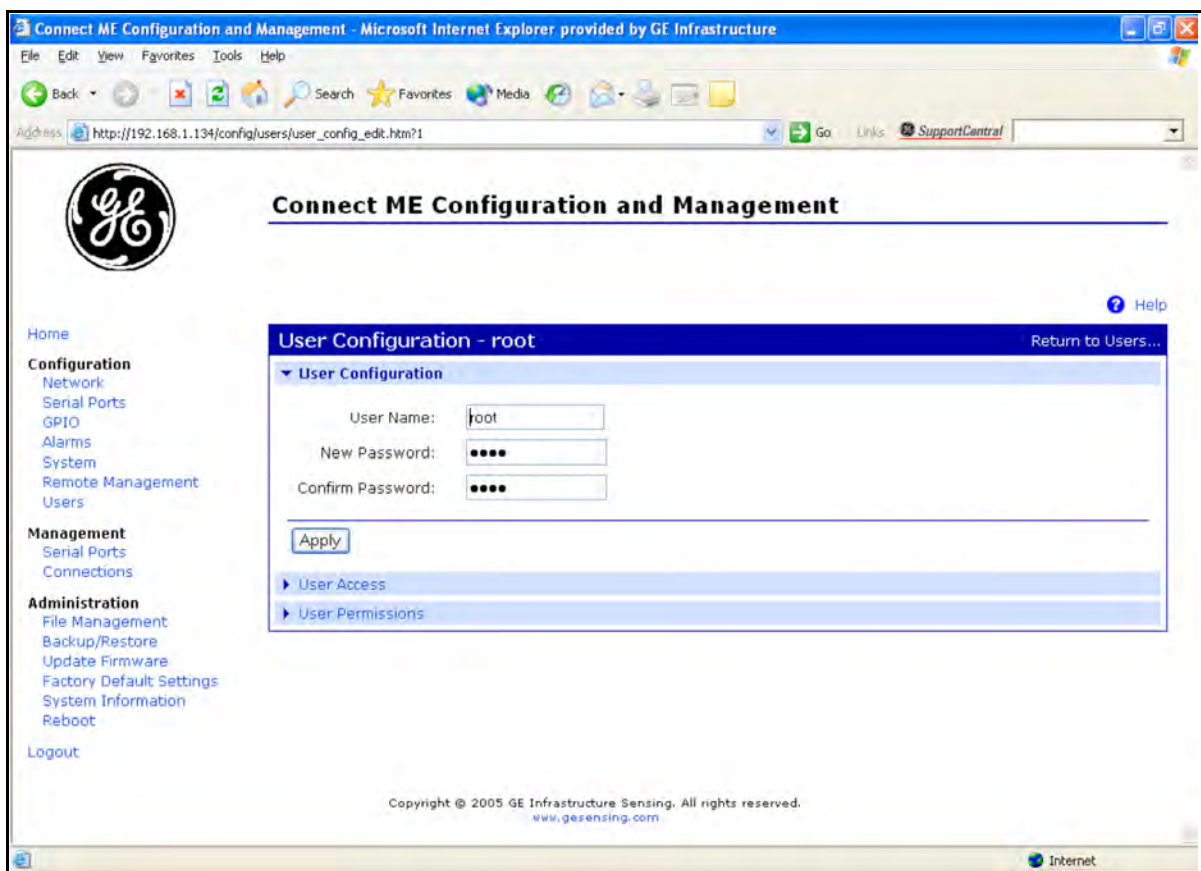 Connect ME Configuration and Management - Microsoft Internet Explorer provided by GE Infrastructure
File Edit View Favorites Tools Help
Back Search Favorites Media
Address http://192.168.1.134/config/users/user_config_edit.htm?1 Go Links SupportCentral
GE
Connect ME Configuration and Management
Help
Home
Configuration
Network
Serial Ports
GPIO
Alarms
System
Remote Management
Users
Management
Serial Ports
Connections
Administration
File Management
Backup/Restore
Update Firmware
Factory Default Settings
System Information
Reboot
Logout
User Configuration - root Return to Users...
User Configuration
User Name: root
New Password: ●●●●
Confirm Password: ●●●●
Apply
User Access
User Permissions
Copyright © 2005 GE Infrastructure Sensing. All rights reserved.
www.gesensing.com
Internet